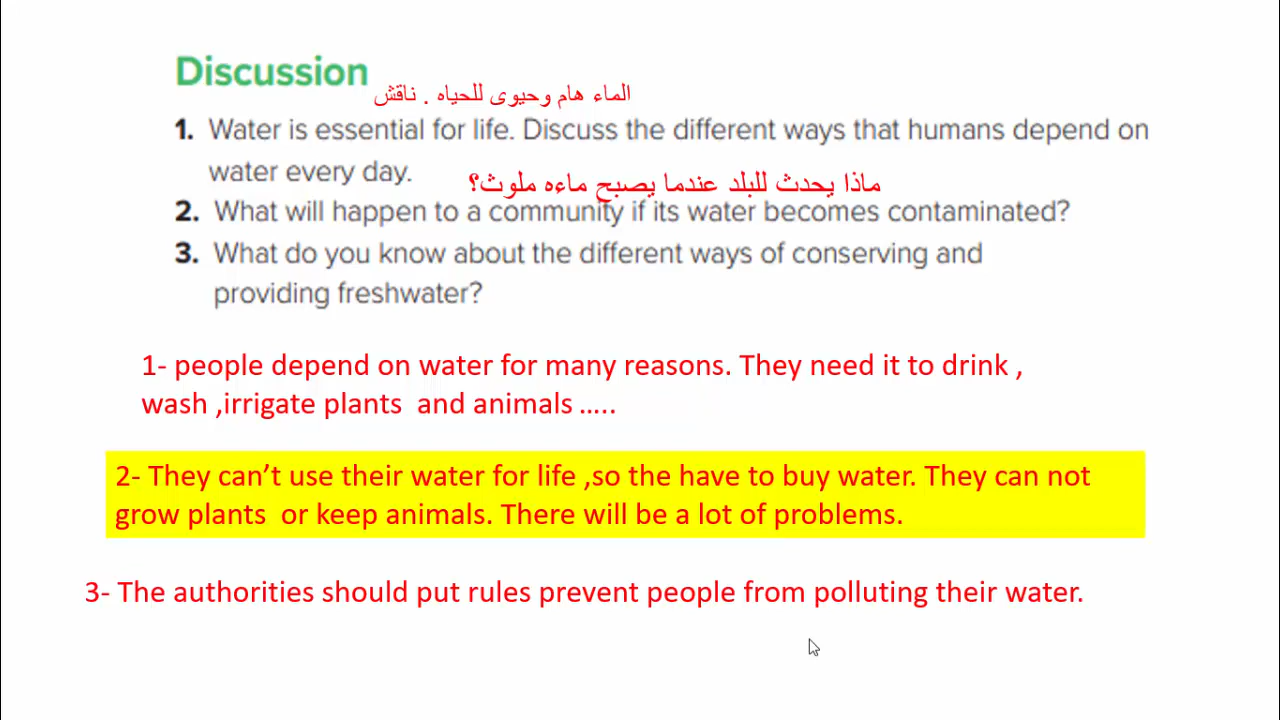 Discussion
الماء هام وحيوى للحياه . ناقش
1. Water is essential for life. Discuss the different ways that humans depend on
water every day.
ماذا يحدث للبلد عندما يصبح ماءه ملوث؟
2. What will happen to a community if its water becomes contaminated?
3. What do you know about the different ways of conserving and
providing freshwater?
1- people depend on water for many reasons. They need it to drink ,
wash ,irrigate plants  and animals …..
2- They can’t use their water for life ,so the have to buy water. They can not
grow plants  or keep animals. There will be a lot of problems.
3- The authorities should put rules prevent people from polluting their water.